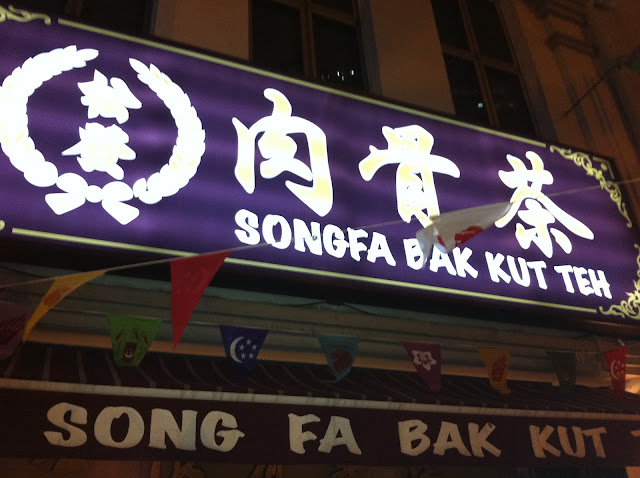 松發
肉骨茶
SONGFA BAK KUT TEH
SONG FA BAK KUT